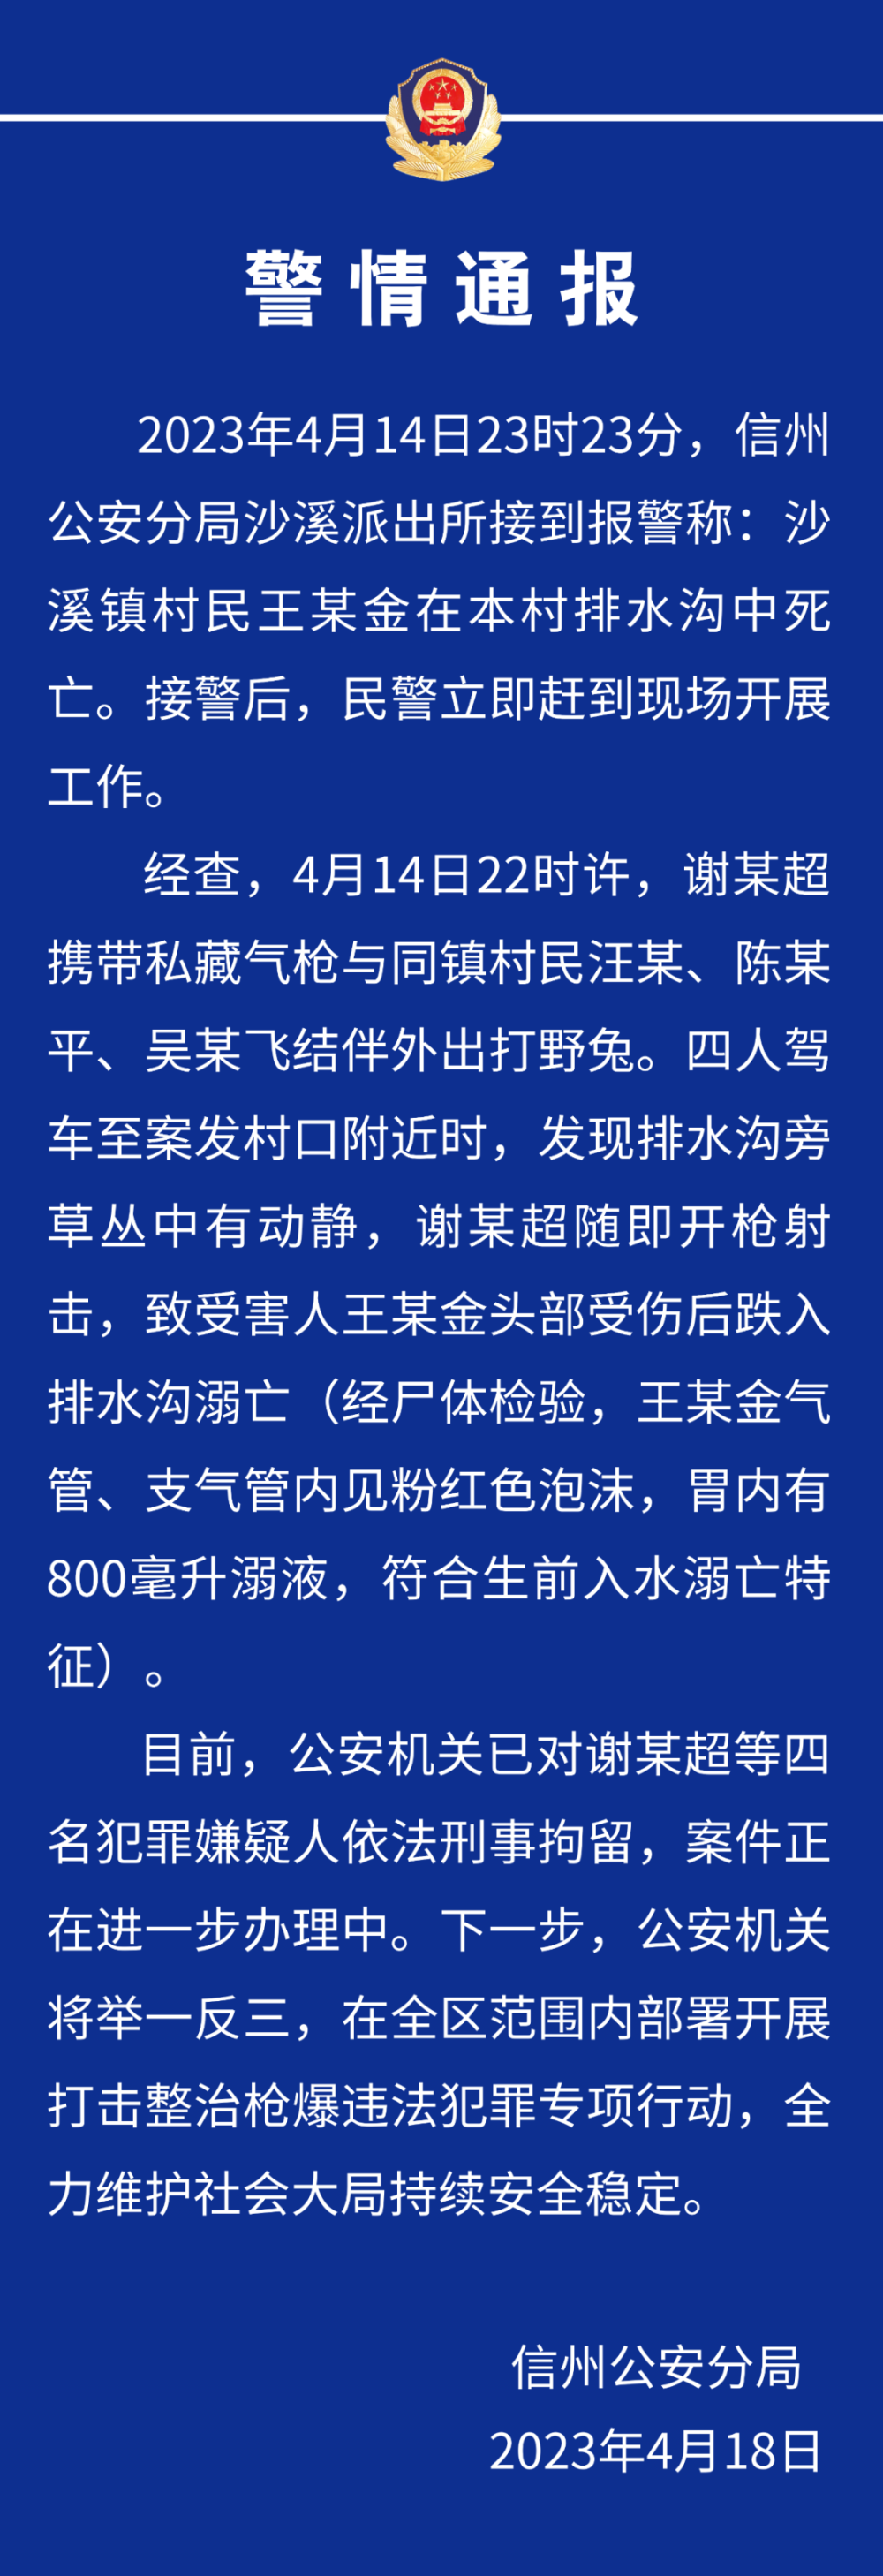 警情通报
2023年4月14日23时23分，信州
公安分局沙溪派出所接到报警称：沙
溪镇村民王某金在本村排水沟中死
亡。接警后，民警立即赶到现场开展
工作。
经查，4月14日22时许，谢某超
携带私藏气枪与同镇村民汪某、陈某
平、吴某飞结伴外出打野兔。四人驾
车至案发村口附近时，发现排水沟旁
草丛中有动静，谢某超随即开枪射
击，致受害人王某金头部受伤后跌入
排水沟溺亡（经尸体检验，王某金气
管、支气管内见粉红色泡沫，胃内有
800毫升溺液，符合生前入水溺亡特
征）。
目前，公安机关已对谢某超等四
名犯罪嫌疑人依法刑事拘留，案件正
在进一步办理中。下一步，公安机关
将举一反三，在全区范围内部署开展
打击整治枪爆违法犯罪专项行动，全
力维护社会大局持续安全稳定。
信州公安分局
2023年4月18日